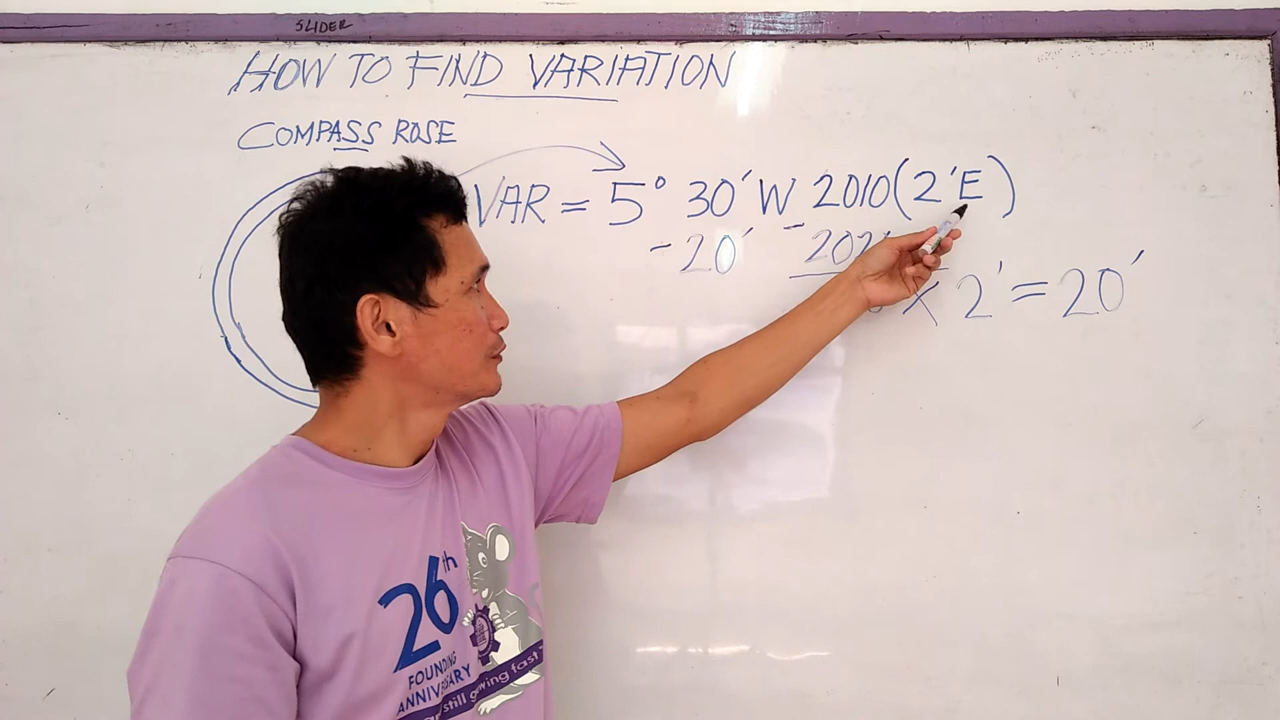 SLIDER
HOW TO FIND VARIATION
COMPASS ROSE
VAR = 5° 30' W 2010 (2'E)
-20' -202
X 2' = 20'
26th
FOUNDING
ANNIVERSARY
still growing fast